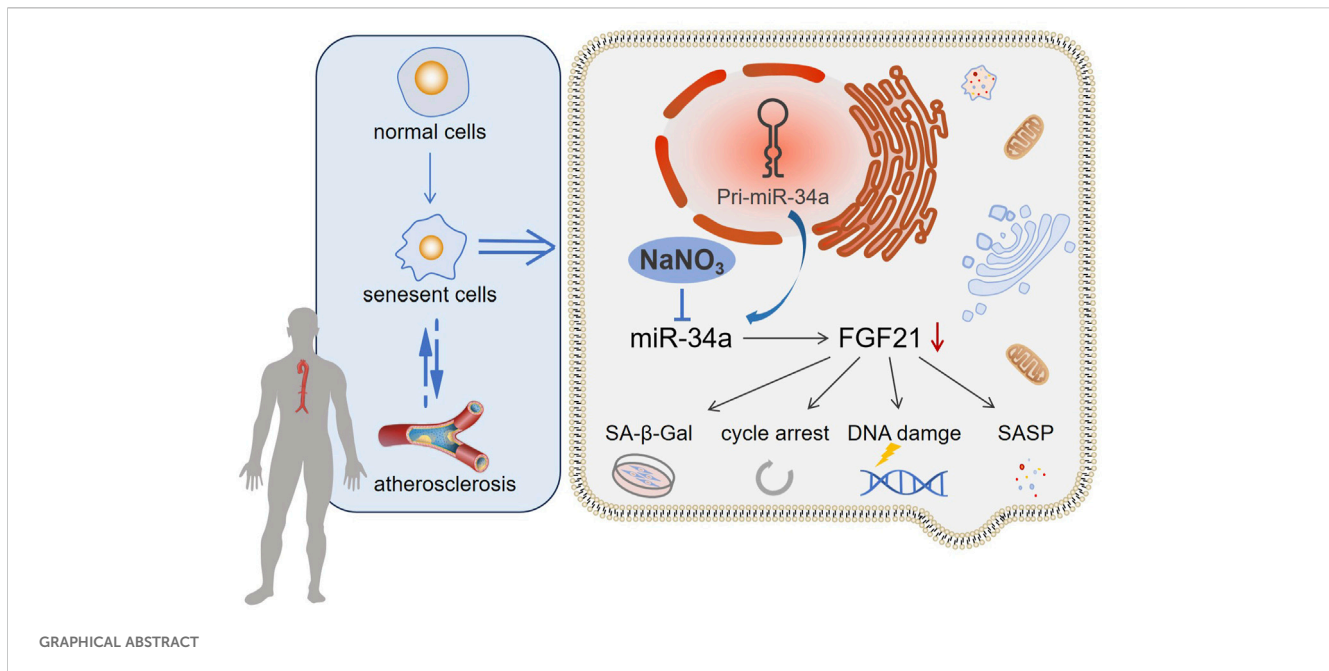 normal cells
senesent cells
atherosclerosis
Pri-miR-34a
NaNO₃
miR-34a
FGF21
SA-β-Gal
cycle arrest
DNA damge
SASP
GRAPHICAL ABSTRACT